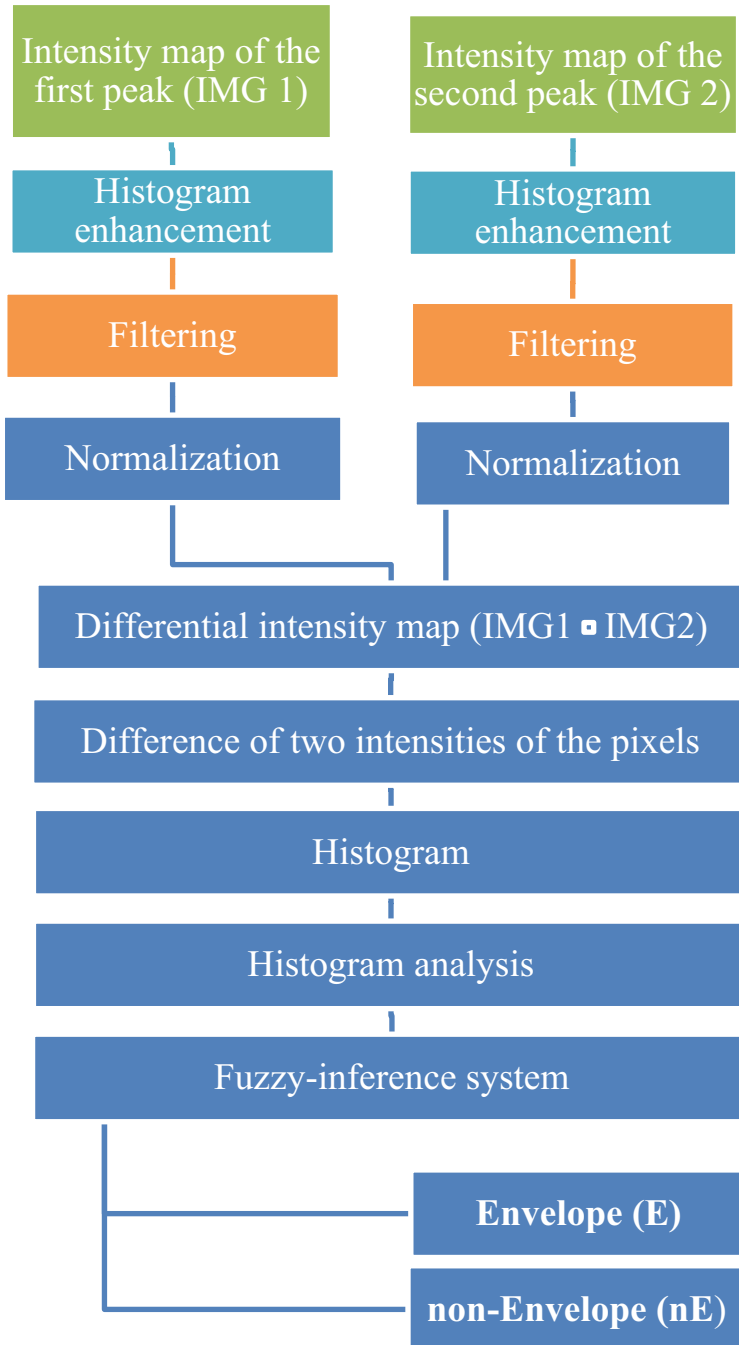 Intensity map of the
first peak (IMG 1)
Intensity map of the
second peak (IMG 2)
Histogram
enhancement
Histogram
enhancement
Filtering
Filtering
Normalization
Normalization
Differential intensity map (IMG1 ▫ IMG2)
Difference of two intensities of the pixels
Histogram
Histogram analysis
Fuzzy-inference system
Envelope (E)
non-Envelope (nE)